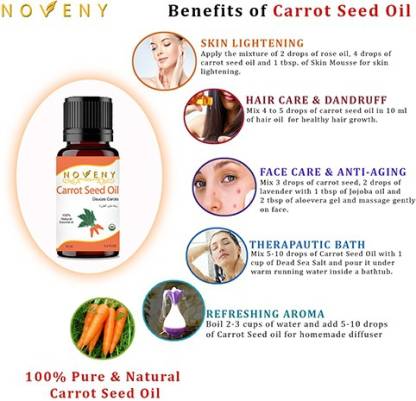 NOVENY
Benefits of Carrot Seed Oil
SKIN LIGHTENING
Apply the mixture of 2 drops of rose oil, 4 drops of
carrot seed oil and 1 tbsp. of Skin Mousse for skin
lightening.
HAIR CARE & DANDRUFF
Mix 4 to 5 drops of carrot seed oil in 10 ml
of hair oil for healthy hair growth.
FACE CARE & ANTI-AGING
Mix 3 drops of carrot seed, 2 drops of
lavender with 1 tbsp of Jojoba oil and
2 tbsp of aloevera gel and massage gently
on face.
NOVENY
Carrot Seed Oil
Daucus Carota
100%
Natural
THERAPAUTIC BATH
Mix 5-10 drops of Carrot Seed Oil with 1
cup of Dead Sea Salt and pour it under
warm running water inside a bathtub.
REFRESHING AROMA
Boil 2-3 cups of water and add 5-10 drops
of Carrot Seed oil for homemade diffuser
100% Pure & Natural
Carrot Seed Oil